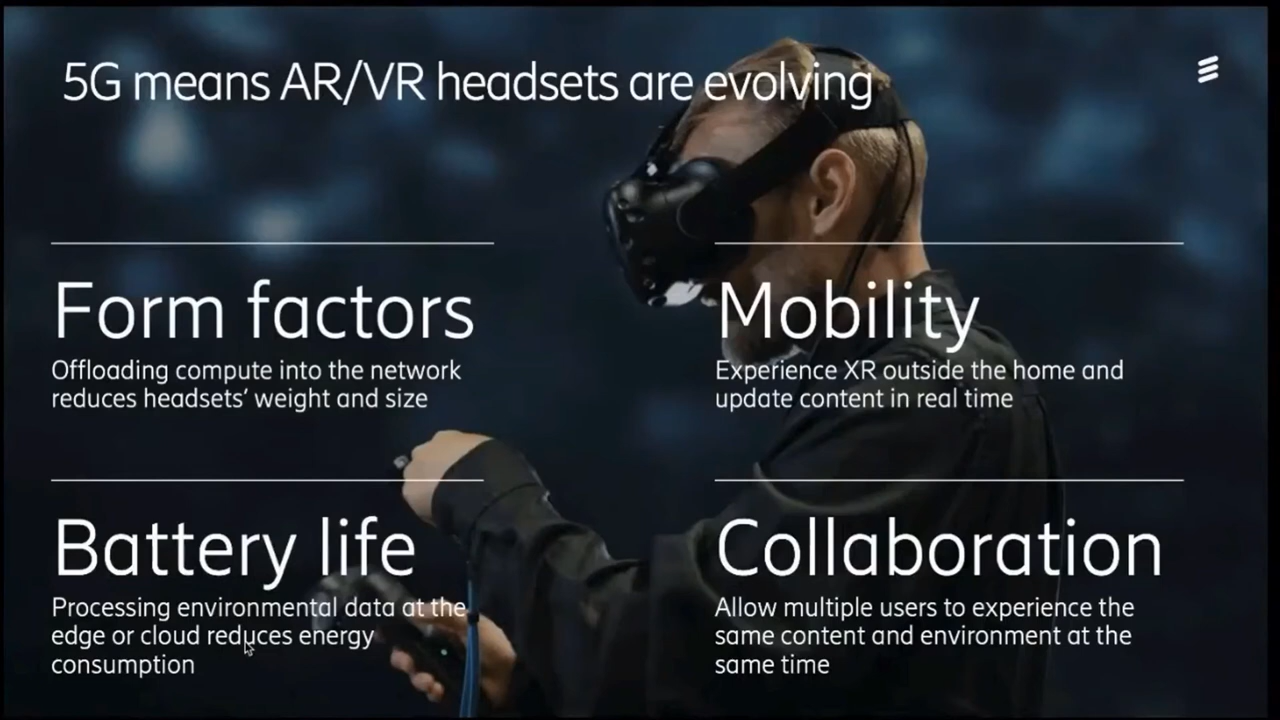 5G means AR/VR headsets are evolving
Form factors
Offloading compute into the network
reduces headsets' weight and size
Mobility
Experience XR outside the home and
update content in real time
Battery life
Processing environmental data at the
edge or cloud reduces energy
consumption
Collaboration
Allow multiple users to experience the
same content and environment at the
same time